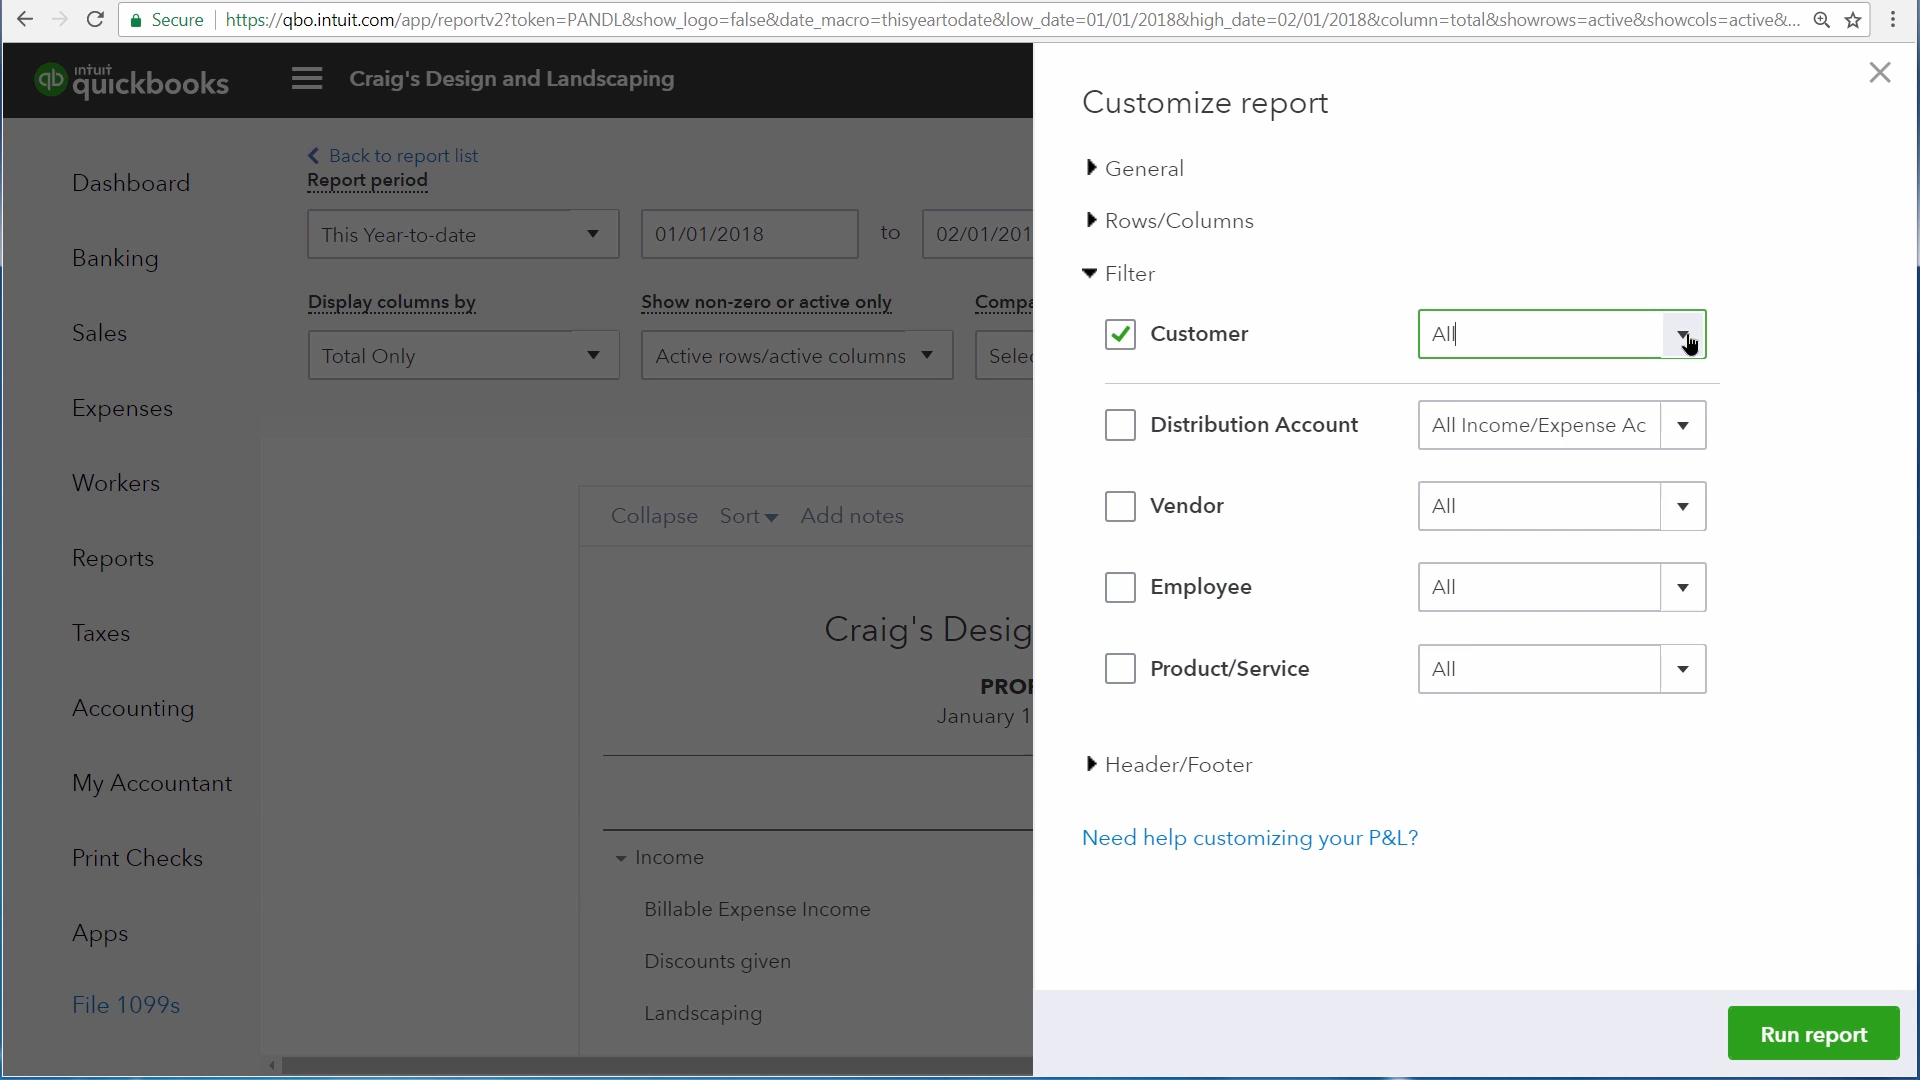 Secure
https://qbo.intuit.com/app/reportv2?token=PANDL&show_logo=false&date_macro=thisyeartodate&low_date=01/01/2018&high_date=02/01/2018&column=total&showrows=active&showcols=active&...
intuit
quickbooks
Craig's Design and Landscaping
Dashboard
Banking
Sales
Expenses
Workers
Reports
Taxes
Accounting
My Accountant
Print Checks
Apps
File 1099s
Back to report list
Report period
This Year-to-date
01/01/2018
to
02/01/201
Display columns by
Show non-zero or active only
Compa
Total Only
Active rows/active columns
Selec
Collapse
Sort
Add notes
Craig's Desig
PROF
January 1
Income
Billable Expense Income
Discounts given
Landscaping
Customize report
General
Rows/Columns
Filter
Customer
All
Distribution Account
All Income/Expense Ac
Vendor
All
Employee
All
Product/Service
All
Header/Footer
Need help customizing your P&L?
Run report